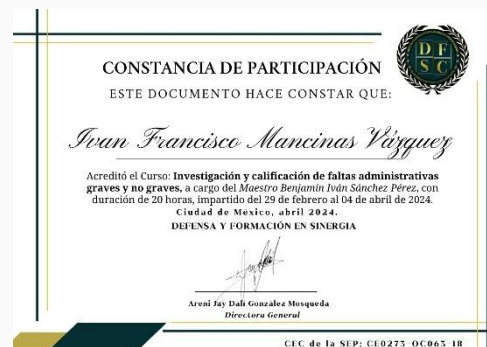 D F
S C
CONSTANCIA DE PARTICIPACIÓN
ESTE DOCUMENTO HACE CONSTAR QUE:
Ivan Francisco Mancinas Vázquez
Acreditó el Curso: Investigación y calificación de faltas administrativas
graves y no graves, a cargo del Maestro Benjamín Iván Sánchez Pérez, con
duración de 20 horas, impartido del 29 de febrero al 04 de abril de 2024.
Ciudad de México, abril 2024.
DEFENSA Y FORMACIÓN EN SINERGIA
Areni Jay Dalí González Mosqueda
Directora General
CEC de la SEP: CE0273-OC063-18